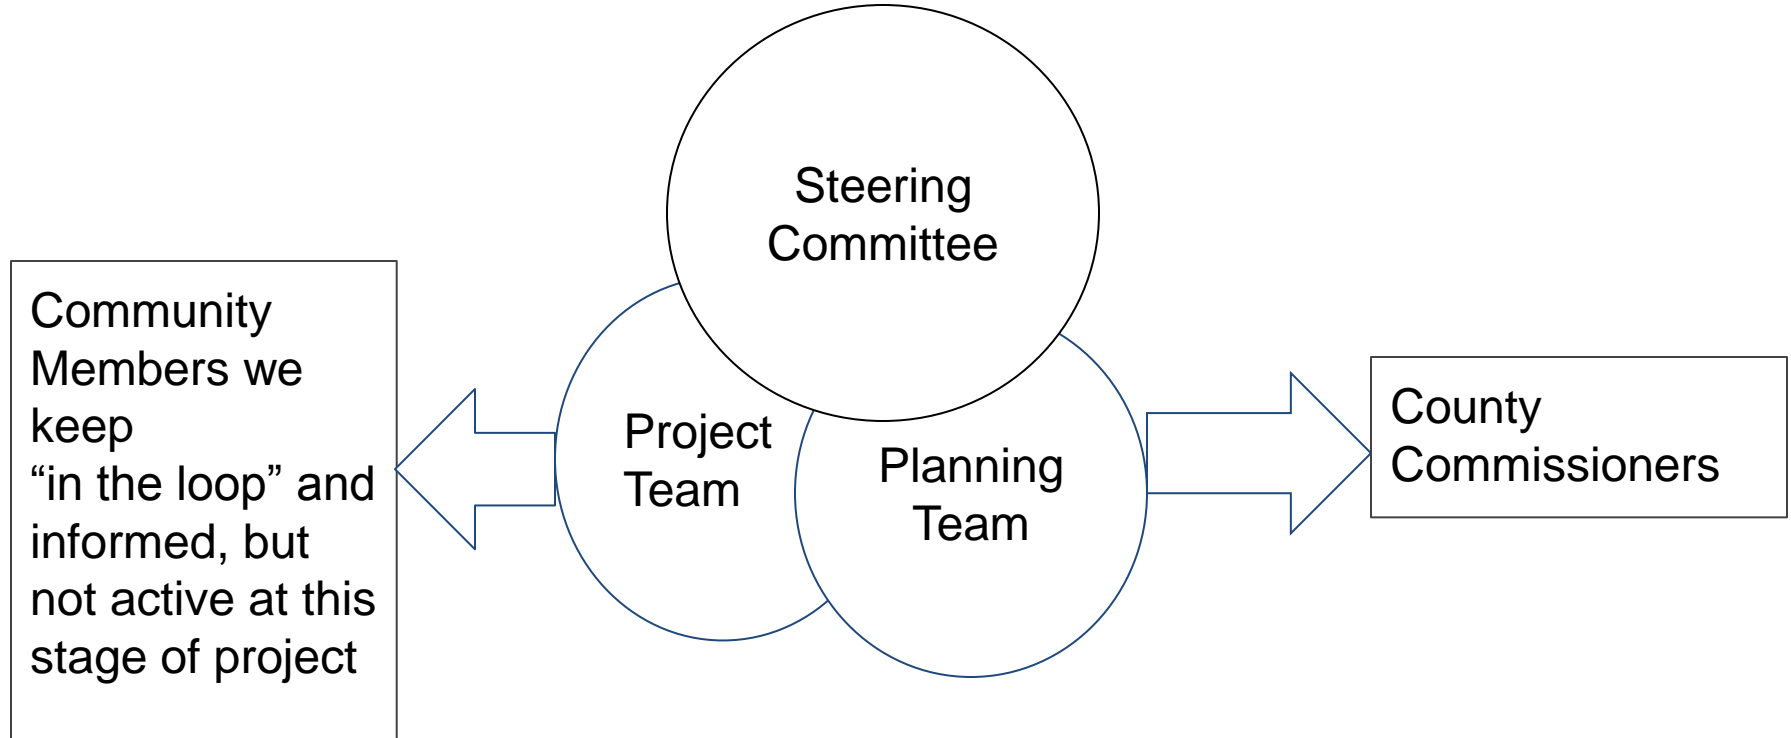 Steering
Committee
Community
Members we
keep
“in the loop” and
informed, but
not active at this
stage of project
Project
Team
Planning
Team
County
Commissioners